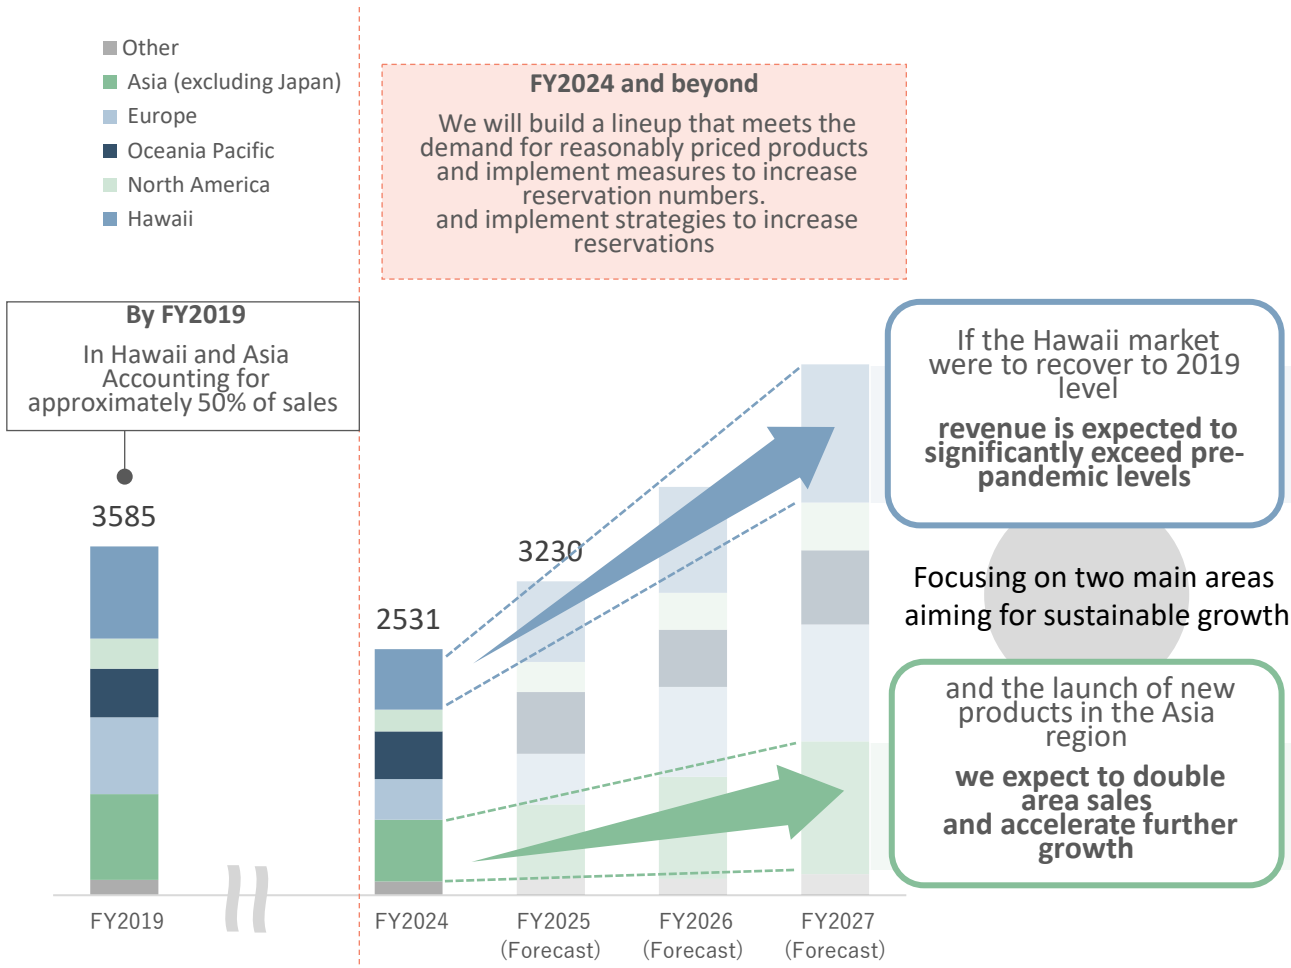 Other
Asia (excluding Japan)
Europe
Oceania Pacific
North America
Hawaii
FY2024 and beyond
We will build a lineup that meets the
demand for reasonably priced products
and implement measures to increase
reservation numbers.
and implement strategies to increase
reservations
By FY2019
In Hawaii and Asia
Accounting for
approximately 50% of sales
3585
2531
3230
If the Hawaii market
were to recover to 2019
level
revenue is expected to
significantly exceed pre-
pandemic levels
Focusing on two main areas
aiming for sustainable growth
and the launch of new
products in the Asia
region
we expect to double
area sales
and accelerate further
growth
FY2019
FY2024
FY2025
(Forecast)
FY2026
(Forecast)
FY2027
(Forecast)